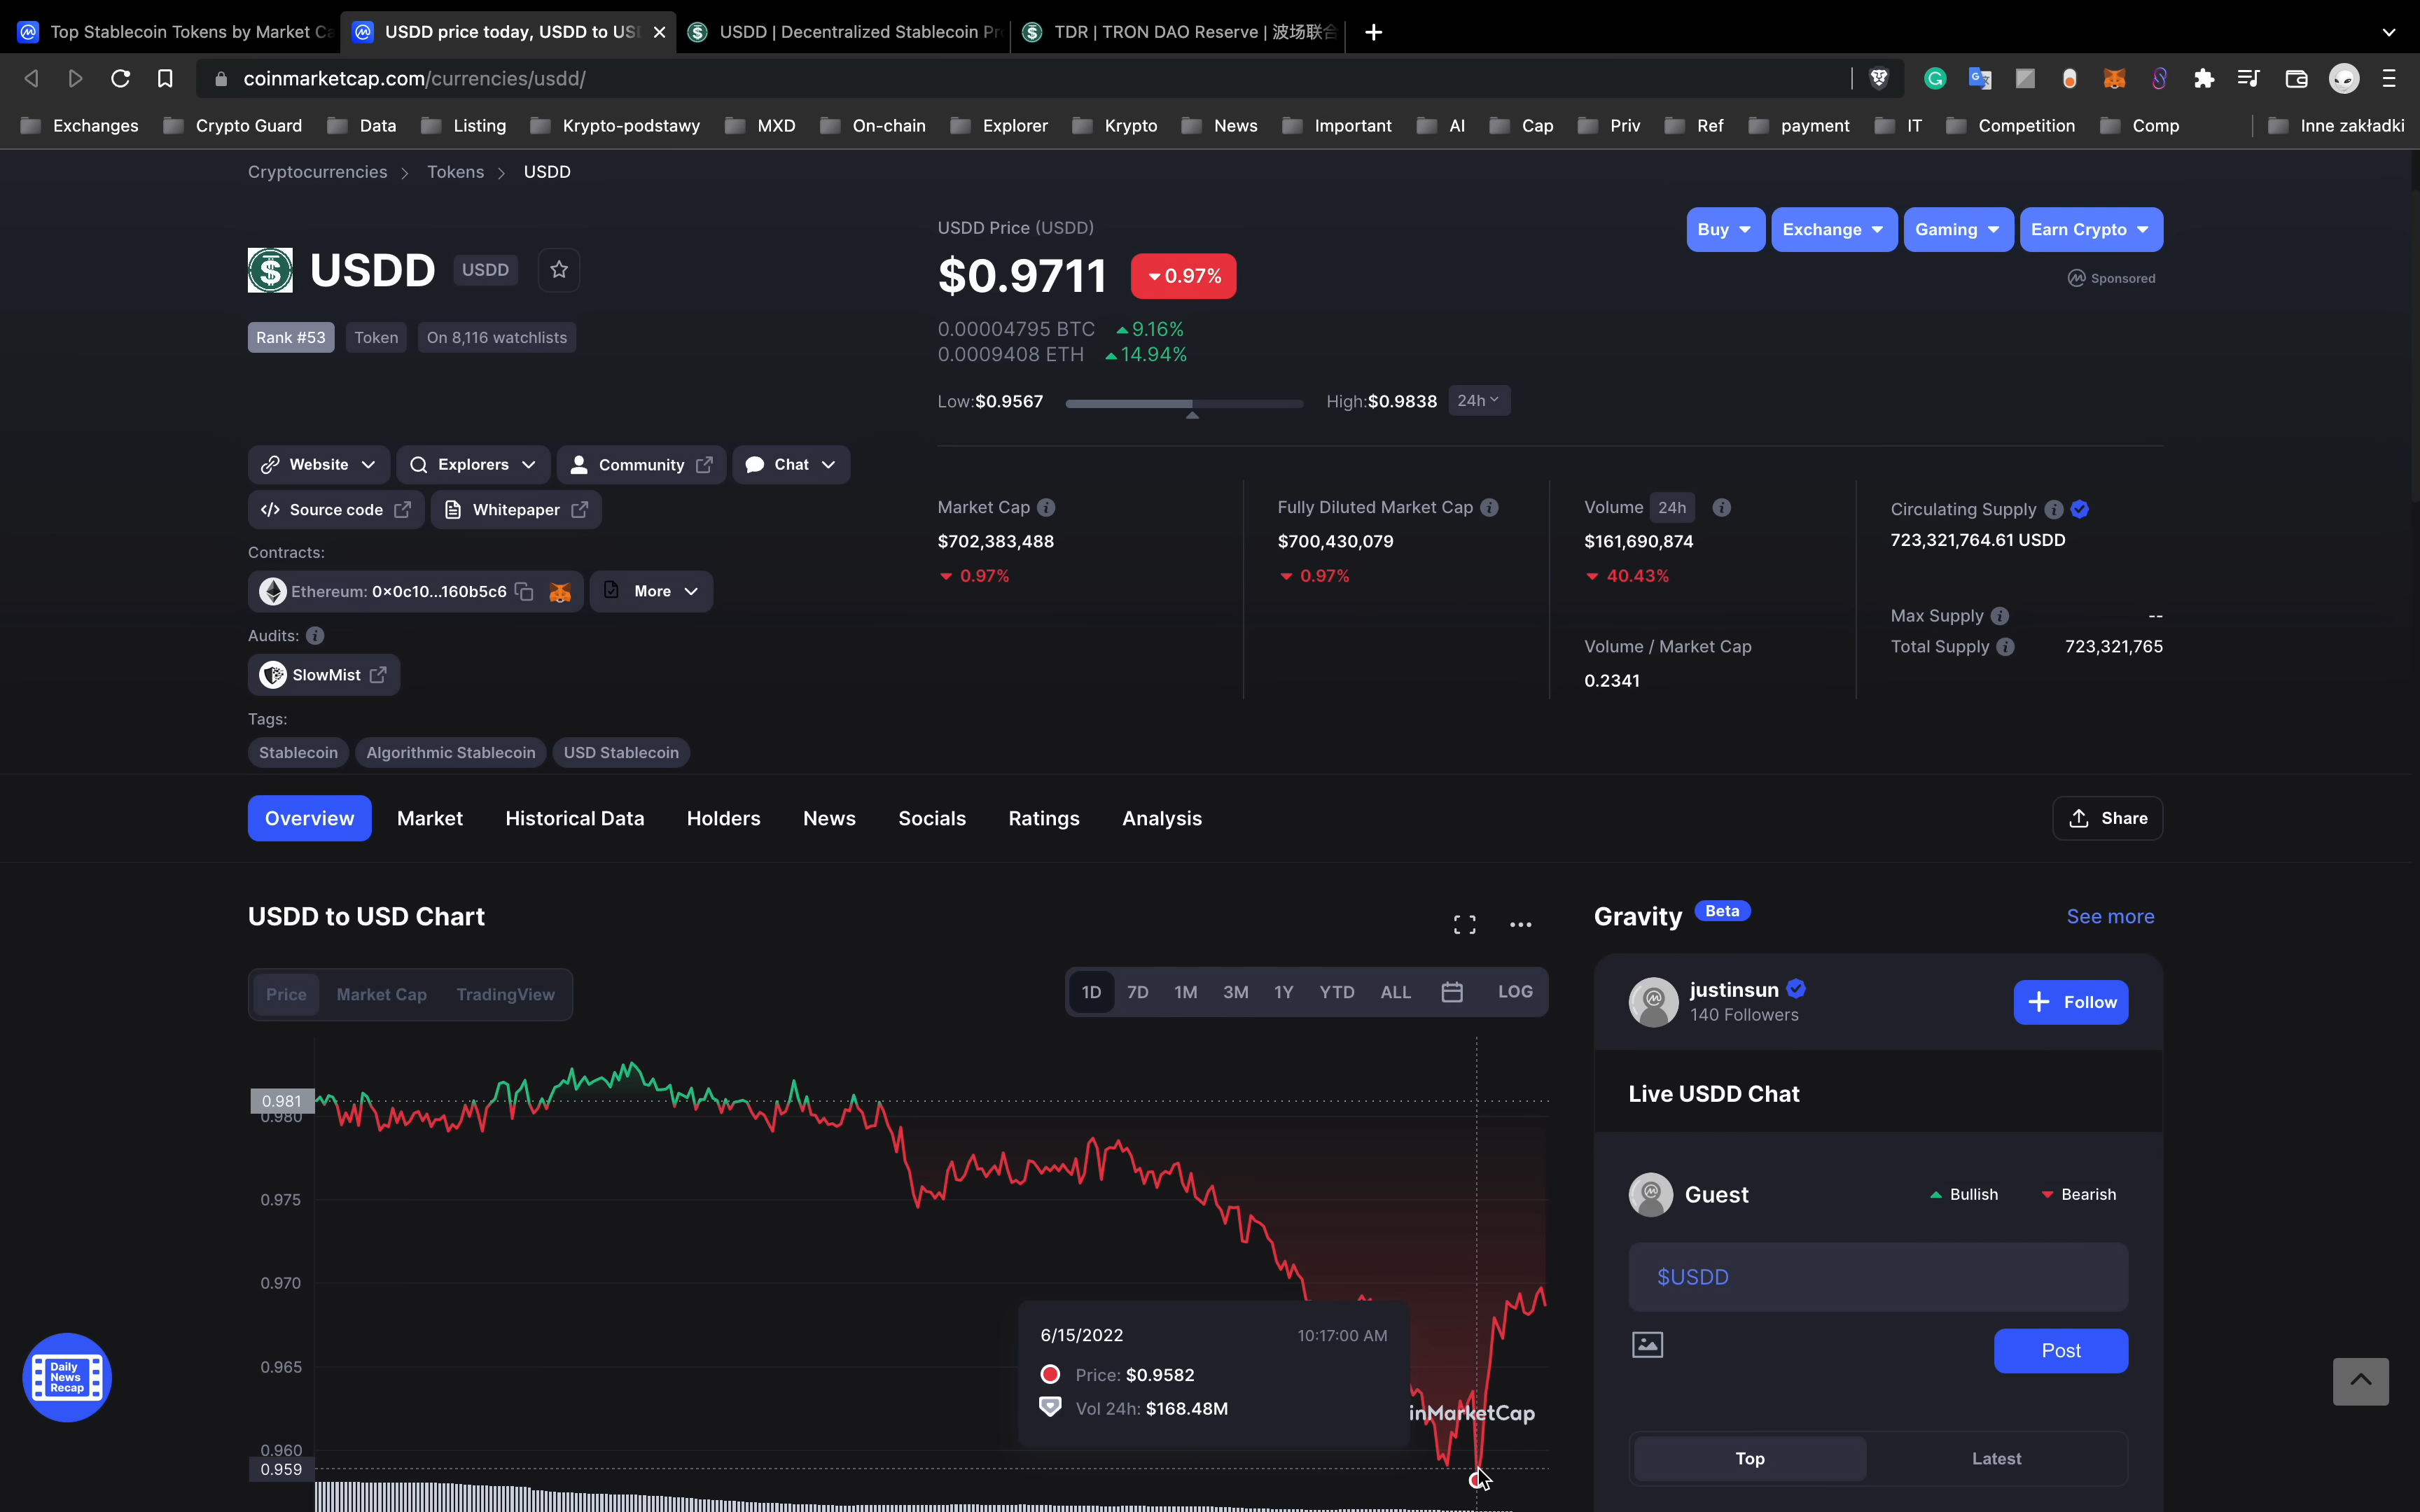 Top Stablecoin Tokens by Market Ca
USDD price today, USDD to US
USDD | Decentralized Stablecoin Pr
TDR | TRON DAO Reserve | 波场联合
coinmarketcap.com/currencies/usdd/
Exchanges
Crypto Guard
Data
Listing
Krypto-podstawy
MXD
On-chain
Explorer
Krypto
News
Important
AI
Cap
Priv
Ref
payment
IT
Competition
Comp
Inne zakładki
Cryptocurrencies > Tokens > USDD
USDD
USDD
Rank #53
Token
On 8,116 watchlists
Website
Explorers
Community
Chat
Source code
Whitepaper
Contracts:
Ethereum: 0x0c10...160b5c6
More
Audits:
SlowMist
Tags:
Stablecoin
Algorithmic Stablecoin
USD Stablecoin
USDD Price (USDD)
$0.9711
0.97%
0.00004795 BTC 9.16%
0.0009408 ETH 14.94%
Low:$0.9567
High:$0.9838
24h
Buy
Exchange
Gaming
Earn Crypto
Sponsored
Market Cap
$702,383,488
0.97%
Fully Diluted Market Cap
$700,430,079
0.97%
Volume 24h
$161,690,874
40.43%
Volume / Market Cap
0.2341
Circulating Supply
723,321,764.61 USDD
Max Supply --
Total Supply 723,321,765
Overview
Market
Historical Data
Holders
News
Socials
Ratings
Analysis
Share
USDD to USD Chart
Price
Market Cap
TradingView
1D
7D
1M
3M
1Y
YTD
ALL
LOG
0.981
0.980
0.975
0.970
0.965
0.960
0.959
6/15/2022 10:17:00 AM
Price: $0.9582
Vol 24h: $168.48M
inMarketCap
Daily
News
Recap
Gravity
Beta
See more
justinsun
140 Followers
Follow
Live USDD Chat
Guest
Bullish
Bearish
$USDD
Post
Top
Latest